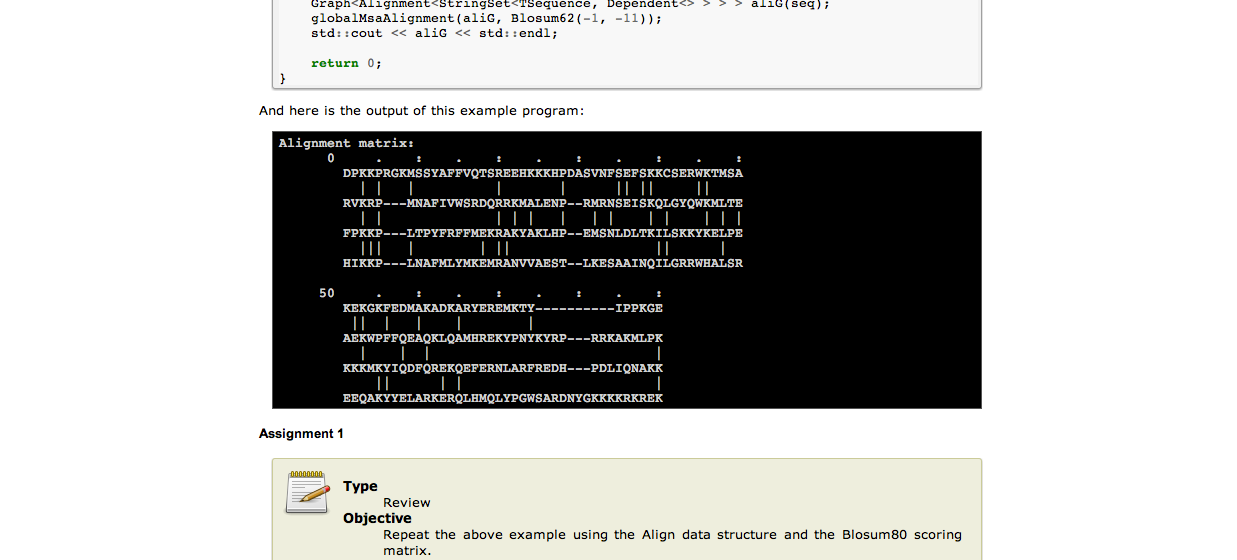 Graph<Alignment<StringSet<TSequence, Dependent<> > > > aliG(seq);
globalMsaAlignment(aliG, Blosum62(-1, -11));
std::cout << aliG << std::endl;
return 0;
}
And here is the output of this example program:
Alignment matrix:
0     .    :    .    :    .    :    .    :    .    :
DPKKPRGKMSSYAFFVQTSREEHKKKHPDASVNFSEFSKKCSERWKTMSA
  | |   |          |       |      || ||     ||
RVKRP---MNAFIVWSRDQRRKMALENP--RMRNSEISKQLGYQWKMLTE
  | |              | | |   |   | |    | |    | | |
FPKKP---LTPYFRFFMEKRAKYAKLHP--EMSNLDLTKILSKKYKELPE
  |||   |        | ||                  ||      |
HIKKP---LNAFMLYMKEMRANVVAEST--LKESAAINQILGRRWHALSR
50     .    :    .    :    .    :    .    :
KEKGKFEDMAKADKARYEREMKTY----------IPPKGE
 ||  |   |    |        |
AEKWPFFQEAQKLQAMHREKYPNYKYRP---RRKAKMLPK
  |    |  |                            |
KKKMKYIQDFQREKQEFERNLARFREDH---PDLIQNAKK
    ||      | |                        |
EEQAKYYELARKERQLHMQLYPGWSARDNYGKKKKRKREK
Assignment 1
Type
Review
Objective
Repeat the above example using the Align data structure and the Blosum80 scoring
matrix.